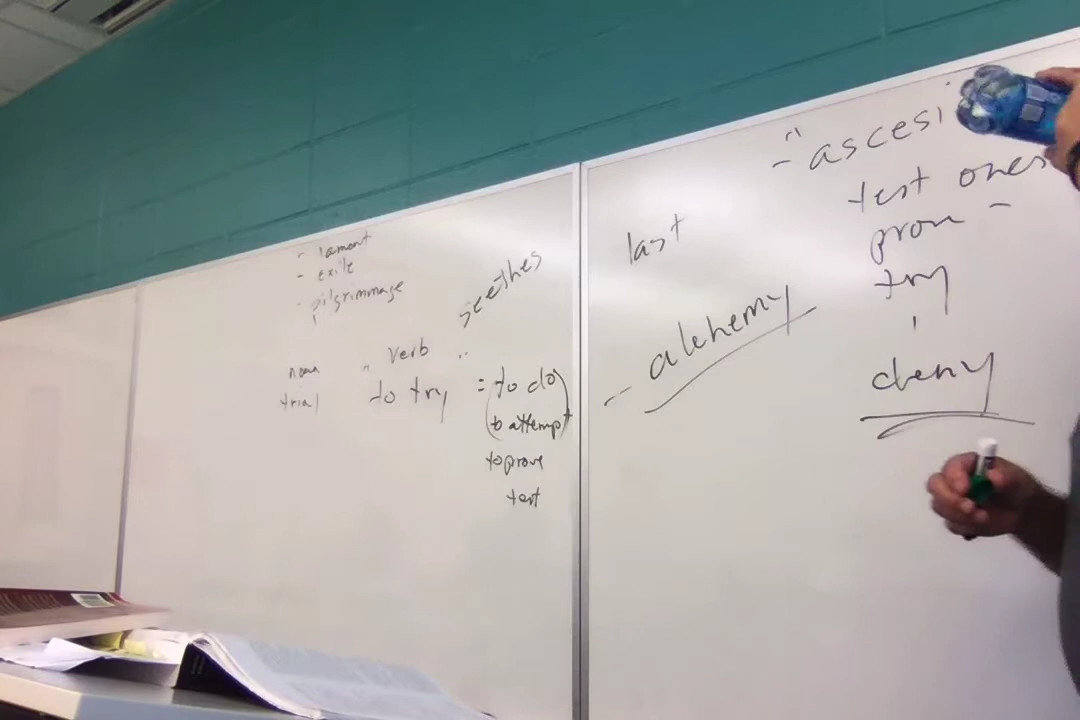 - lament
- exile
- pilgrimmage
seethes
noun "verb"
trial to try = (to do)
(to attempt)
to prove
test
last
- alchemy
- "ascesi
test ones
prove -
try
deny